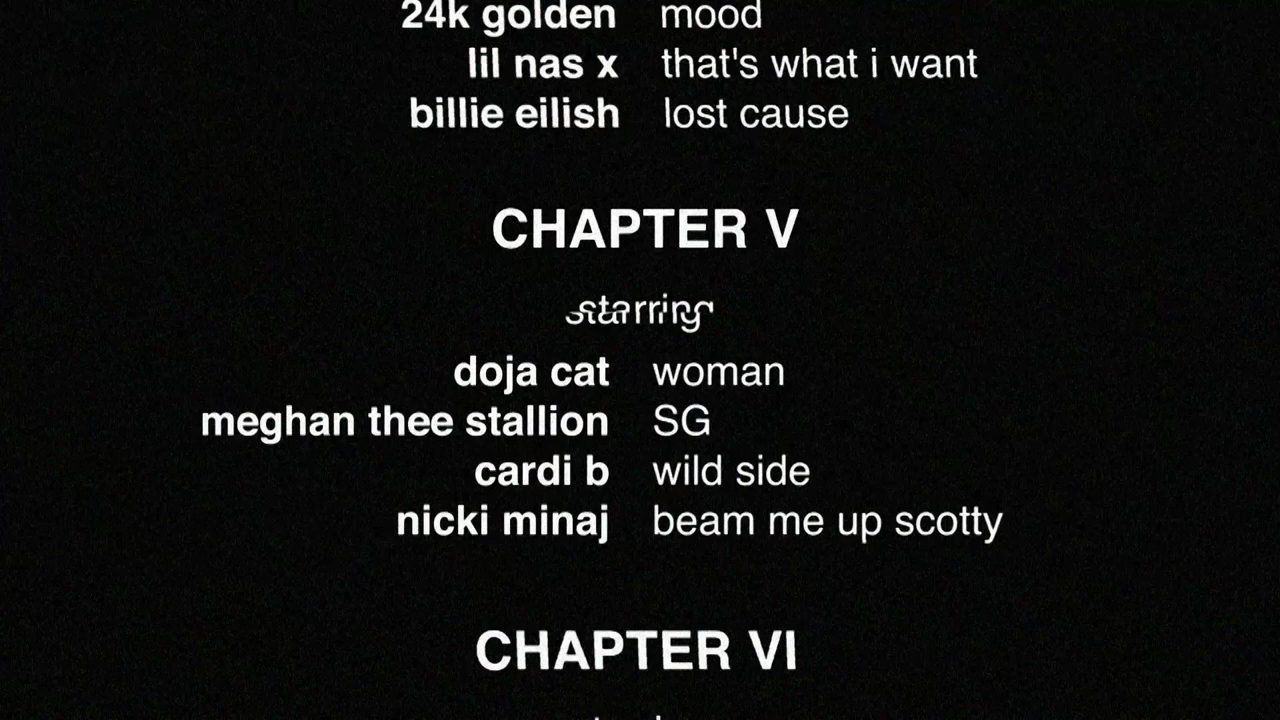 24k golden mood
lil nas x that's what i want
billie eilish lost cause
CHAPTER V
starring
doja cat woman
meghan thee stallion SG
cardi b wild side
nicki minaj beam me up scotty
CHAPTER VI